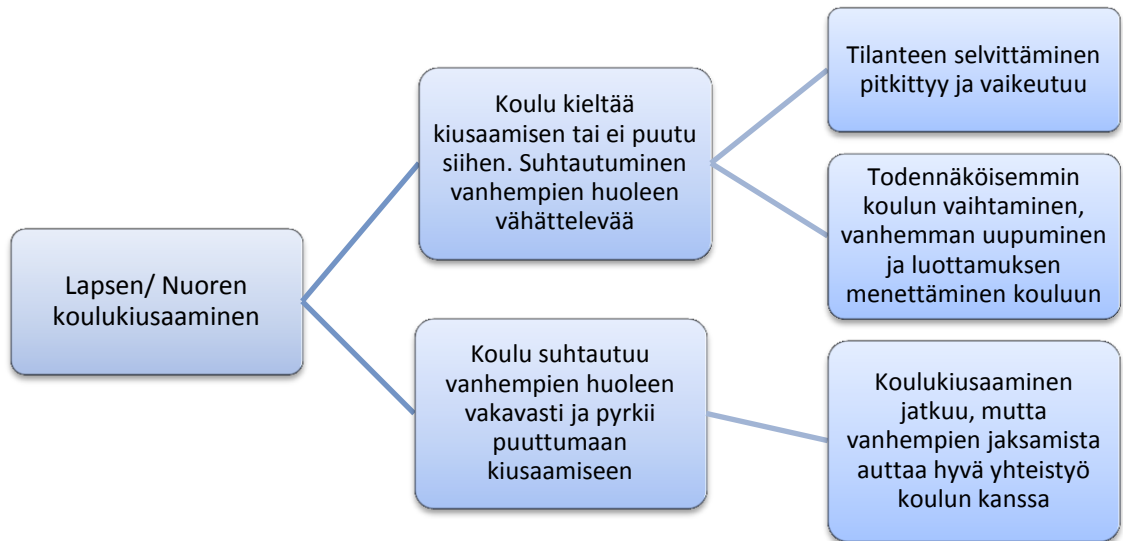 Lapsen/ Nuoren
koulukiusaaminen
Koulu kieltää
kiusaamisen tai ei puutu
siihen. Suhtautuminen
vanhempien huoleen
vähättelevää
Tilanteen selvittäminen
pitkittyy ja vaikeutuu
Todennäköisemmin
koulun vaihtaminen,
vanhemman uupuminen
ja luottamuksen
menettäminen kouluun
Koulu suhtautuu
vanhempien huoleen
vakavasti ja pyrkii
puuttumaan
kiusaamiseen
Koulukiusaaminen
jatkuu, mutta
vanhempien jaksamista
auttaa hyvä yhteistyö
koulun kanssa